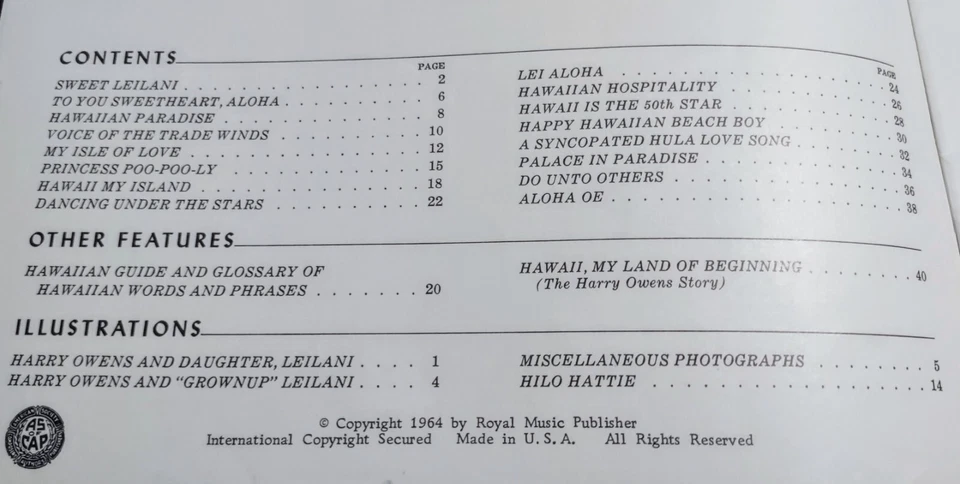 CONTENTS
PAGE
SWEET LEILANI . . . . . . . . . . . . . . . . 2
TO YOU SWEETHEART, ALOHA . . . . . . . . . 6
HAWAIIAN PARADISE . . . . . . . . . . . . . 8
VOICE OF THE TRADE WINDS . . . . . . . . . 10
MY ISLE OF LOVE . . . . . . . . . . . . . . 12
PRINCESS POO-POO-LY . . . . . . . . . . . . 15
HAWAII MY ISLAND . . . . . . . . . . . . . 18
DANCING UNDER THE STARS . . . . . . . . . 22
PAGE
LEI ALOHA . . . . . . . . . . . . . . . . 24
HAWAIIAN HOSPITALITY . . . . . . . . . . . 26
HAWAII IS THE 50th STAR . . . . . . . . . . 28
HAPPY HAWAIIAN BEACH BOY . . . . . . . . . 30
A SYNCOPATED HULA LOVE SONG . . . . . . . 32
PALACE IN PARADISE . . . . . . . . . . . . 34
DO UNTO OTHERS . . . . . . . . . . . . . . 36
ALOHA OE . . . . . . . . . . . . . . . . . 38
OTHER FEATURES
HAWAIIAN GUIDE AND GLOSSARY OF
HAWAIIAN WORDS AND PHRASES . . . . . . . 20
HAWAII, MY LAND OF BEGINNING . . . . . . . 40
(The Harry Owens Story)
ILLUSTRATIONS
HARRY OWENS AND DAUGHTER, LEILANI . . . . 1
HARRY OWENS AND "GROWNUP" LEILANI . . . . 4
MISCELLANEOUS PHOTOGRAPHS . . . . . . . . 5
HILO HATTIE . . . . . . . . . . . . . . . . 14
© Copyright 1964 by Royal Music Publisher
International Copyright Secured Made in U. S. A. All Rights Reserved
AS
OF
CAP